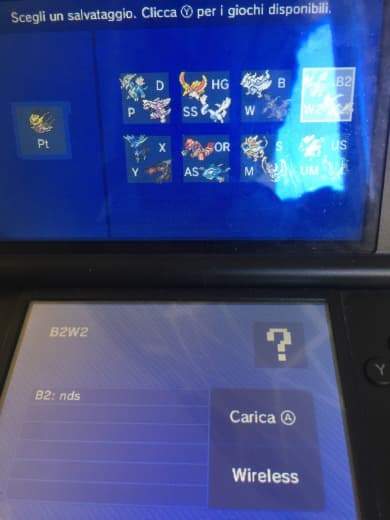 Scegli un salvataggio. Clicca Ⓨ per i giochi disponibili.
D HG B B2
P SS W W2
Pt
X OR S US
Y AS M UM
B2W2
?
B2: nds
Carica Ⓐ
Wireless
Y